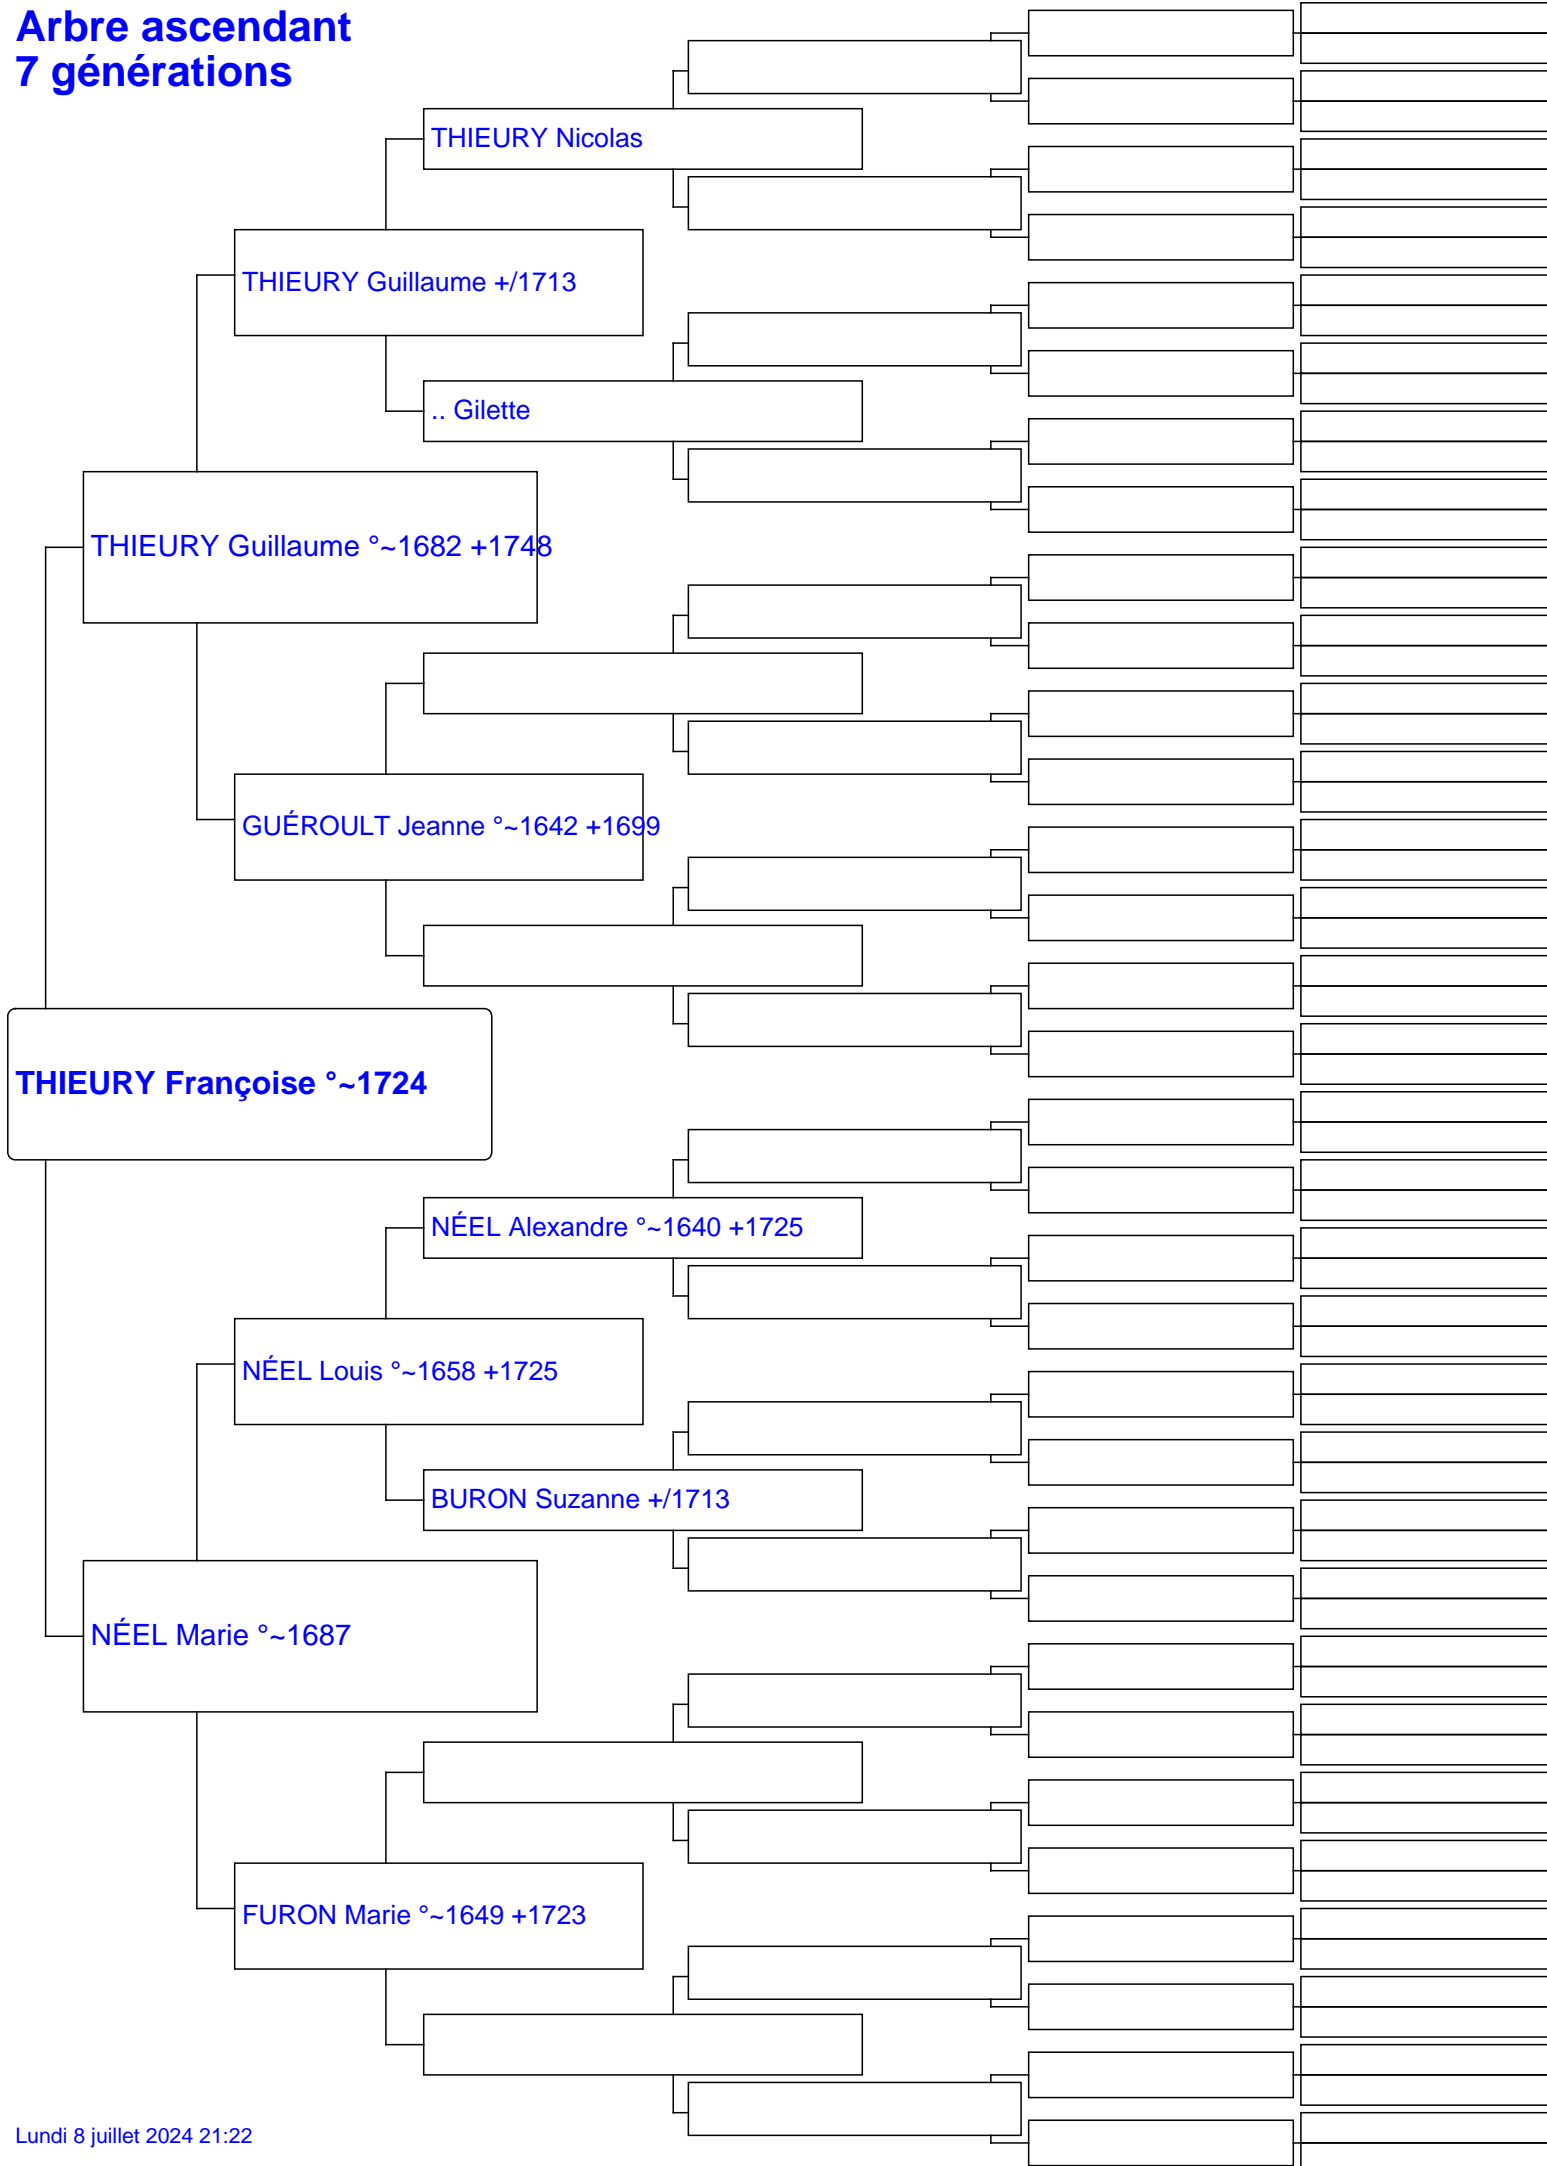 Arbre ascendant
7 générations
THIEURY Nicolas
THIEURY Guillaume +/1713
.. Gilette
THIEURY Guillaume °~1682 +1748
GUÉROULT Jeanne °~1642 +1699
THIEURY Françoise °~1724
NÉEL Alexandre °~1640 +1725
NÉEL Louis °~1658 +1725
BURON Suzanne +/1713
NÉEL Marie °~1687
FURON Marie °~1649 +1723
Lundi 8 juillet 2024 21:22